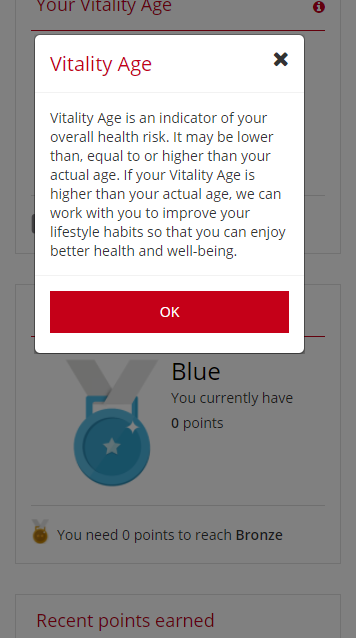 Your Vitality Age
Vitality Age
Vitality Age is an indicator of your
overall health risk. It may be lower
than, equal to or higher than your
actual age. If your Vitality Age is
higher than your actual age, we can
work with you to improve your
lifestyle habits so that you can enjoy
better health and well-being.
OK
Blue
You currently have
0 points
You need 0 points to reach Bronze
Recent points earned